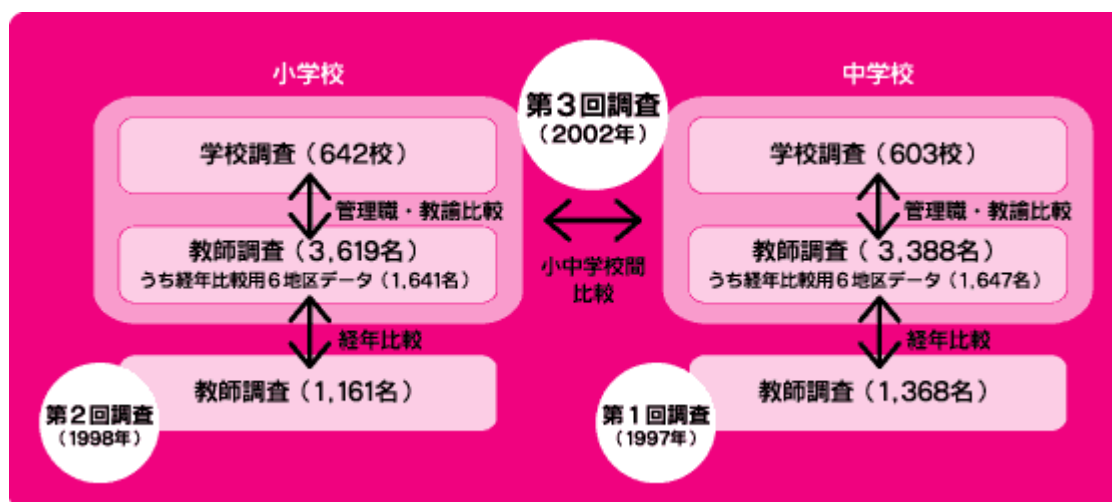 小学校
第3回調査
(2002年)
中学校
学校調査(642校)
管理職・教諭比較
教師調査(3,619名)
うち経年比較用6地区データ(1,641名)
経年比較
教師調査(1,161名)
第2回調査
(1998年)
小中学校間
比較
学校調査(603校)
管理職・教諭比較
教師調査( 3,388名)
うち経年比較用6地区データ(1,647名)
経年比較
教師調査(1,368名)
第1回調査
(1997年)